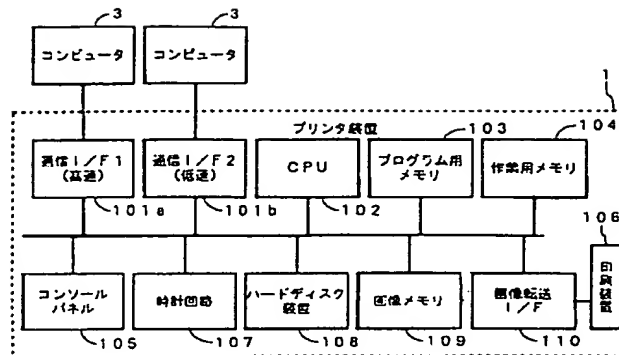 3 3
コンピュータ コンピュータ
1
プリンタ装置 103 104
通信I/F1 通信I/F2 CPU プログラム用 作業用メモリ
(高速) (低速) メモリ
101a 101b 102 106
コンソール 時計回路 ハードディスク 画像メモリ 画像転送 印刷装置
パネル 装置 I/F
105 107 108 109 110